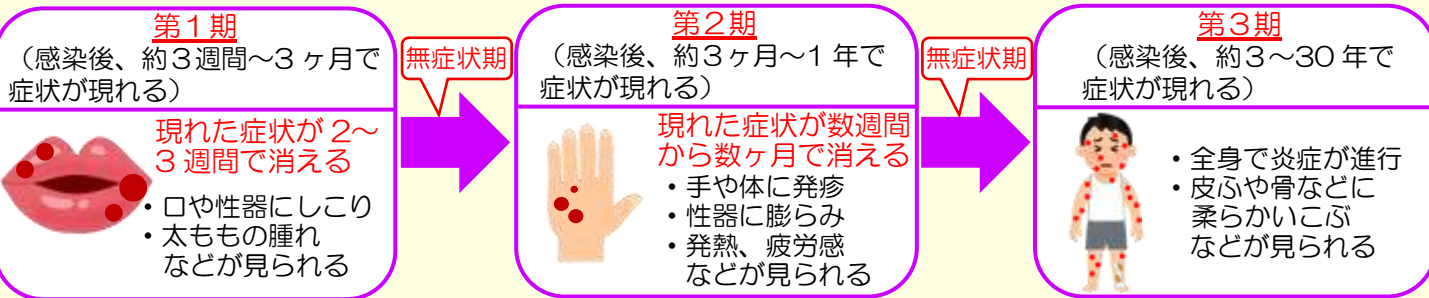 第1期
（感染後、約３週間～３ヶ月で
症状が現れる）
現れた症状が２～
３週間で消える
・口や性器にしこり
・太ももの腫れ
などが見られる
無症状期
第２期
（感染後、約３ヶ月～1年で
症状が現れる）
現れた症状が数週間
から数ヶ月で消える
・手や体に発疹
・性器に膨らみ
・発熱、疲労感
などが見られる
無症状期
第３期
（感染後、約３～30年で
症状が現れる）
・全身で炎症が進行
・皮ふや骨などに
柔らかいこぶ
などが見られる